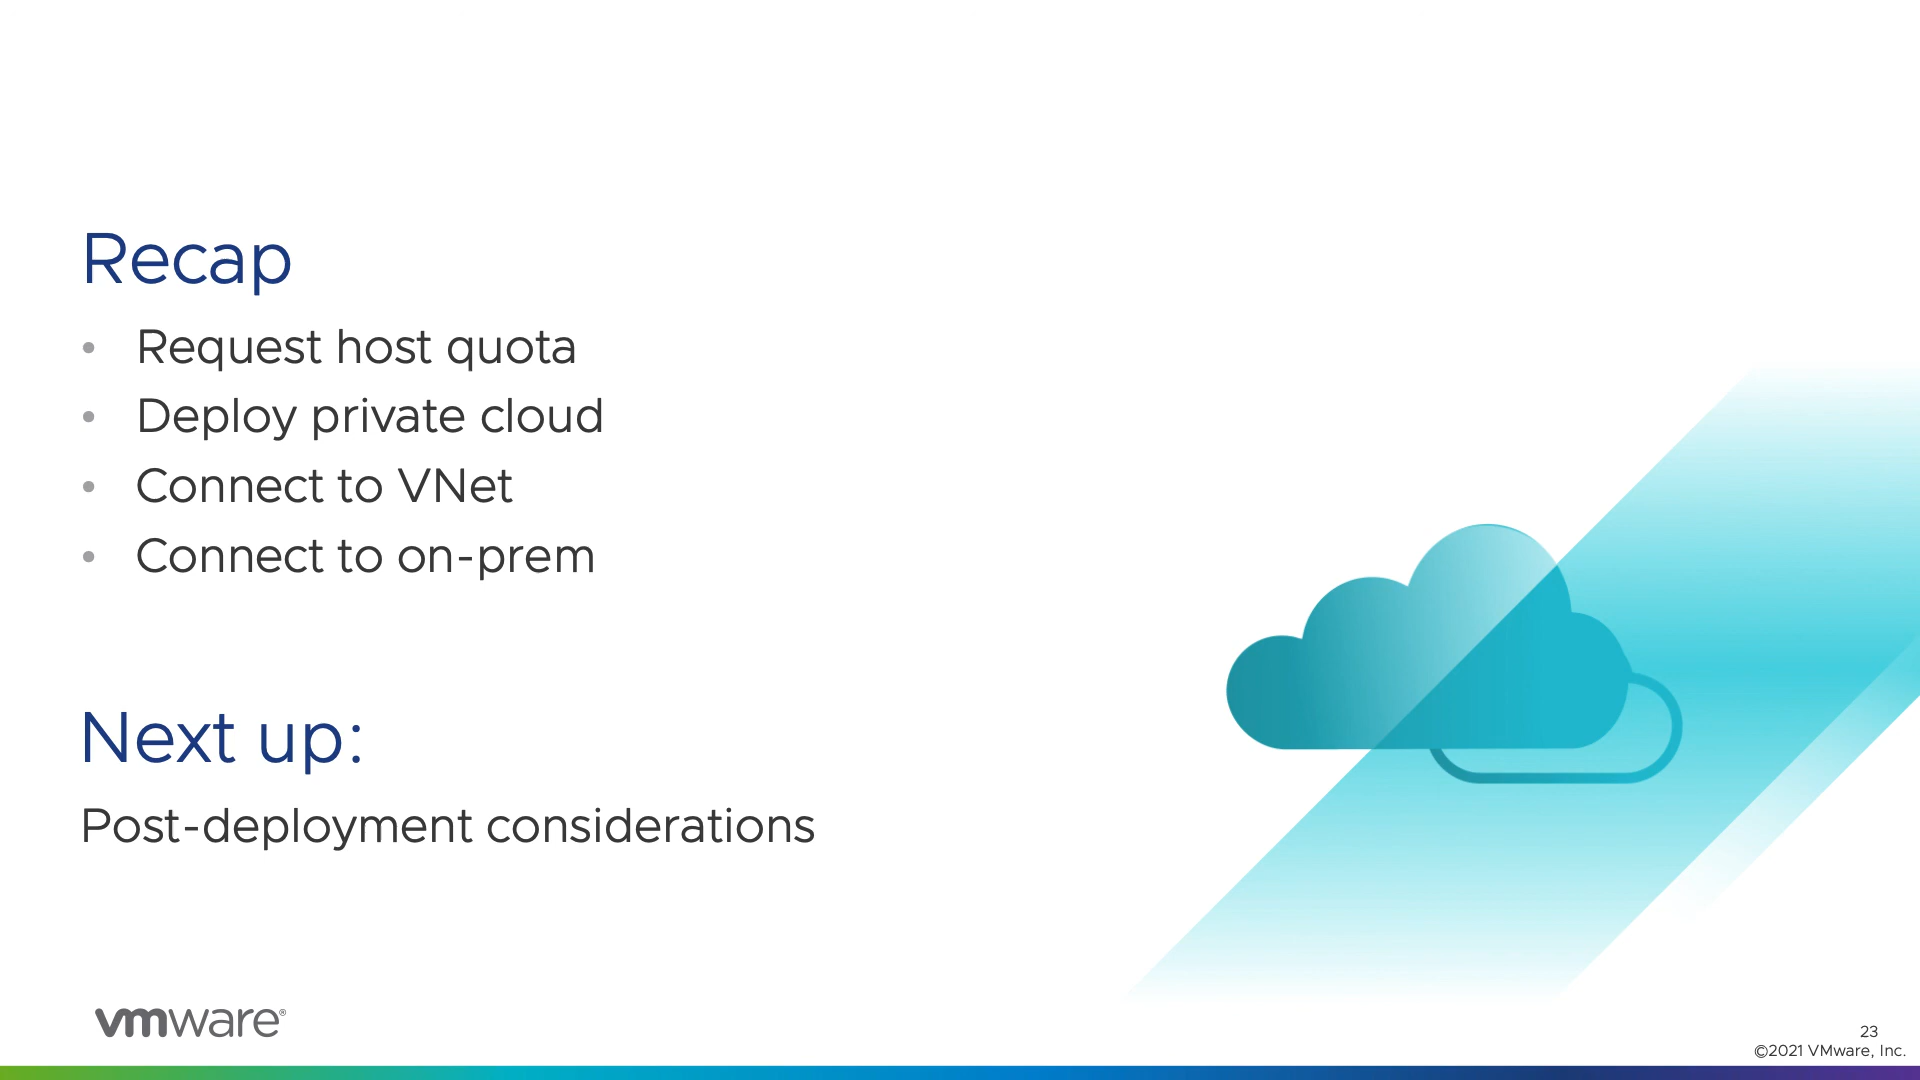 Recap
• Request host quota
• Deploy private cloud
• Connect to VNet
• Connect to on-prem
Next up:
Post-deployment considerations
vmware®
23
©2021 VMware, Inc.